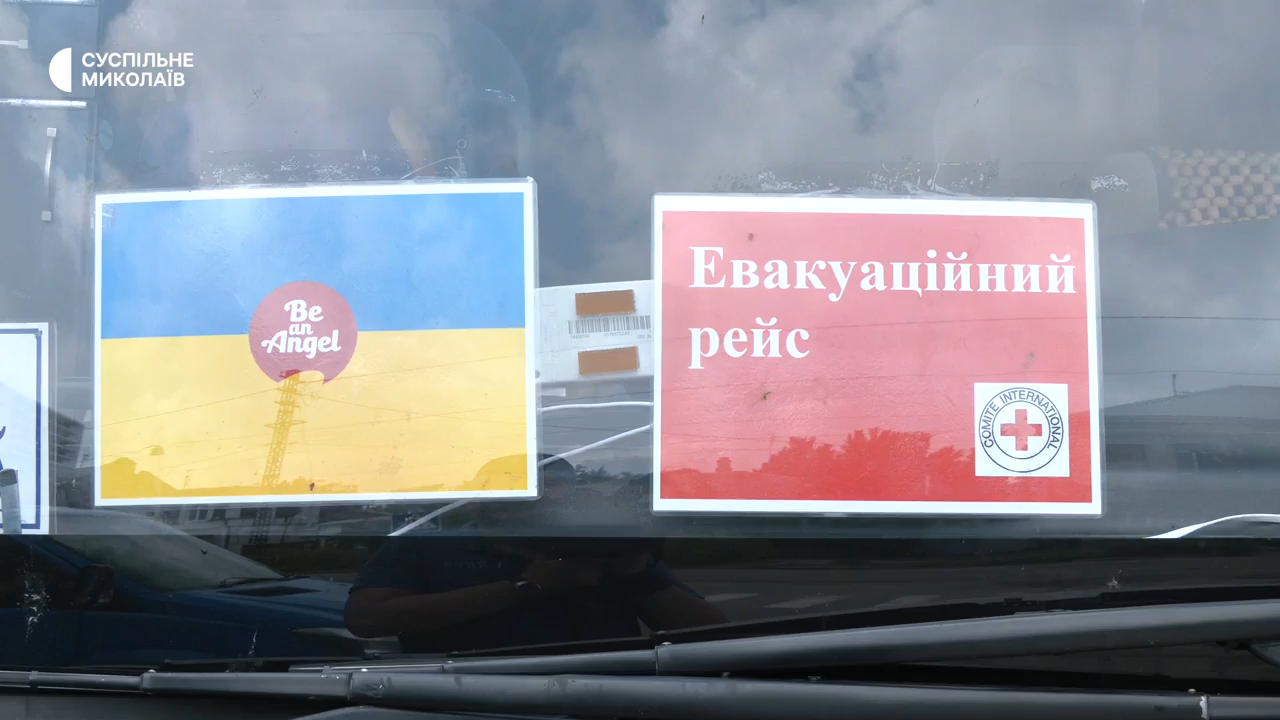 СУСПІЛЬНЕ
МИКОЛАЇВ
Be
an
Angel
Евакуаційний
рейс
COMITE INTERNATIONAL